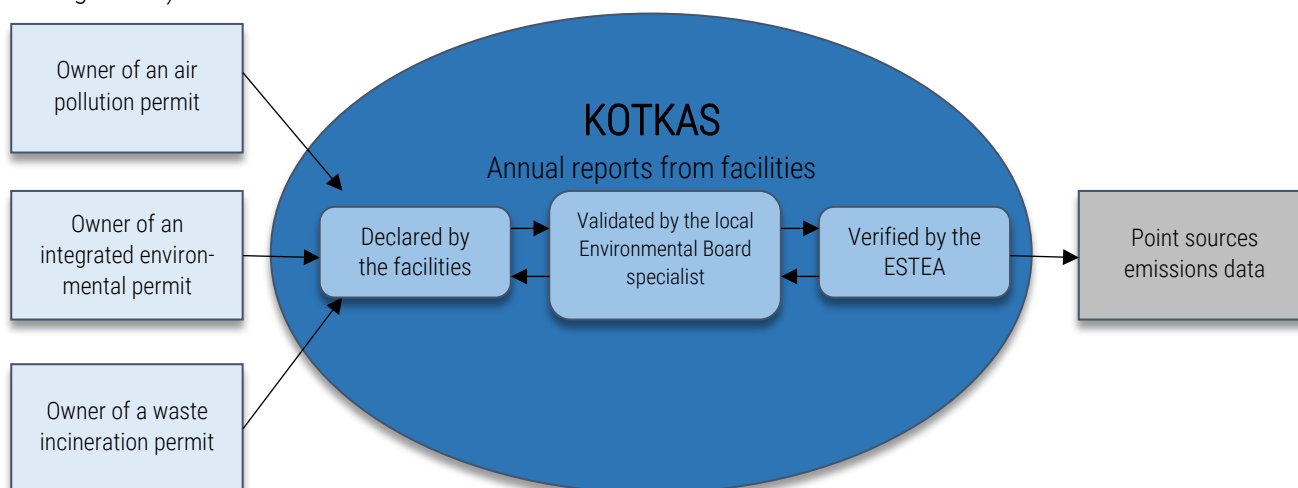 Owner of an air
pollution permit
KOTKAS
Annual reports from facilities
Owner of an
integrated environ-
mental permit
Declared by
the facilities
Validated by the local
Environmental Board
specialist
Verified by the
ESTEA
Point sources
emissions data
Owner of a waste
incineration permit